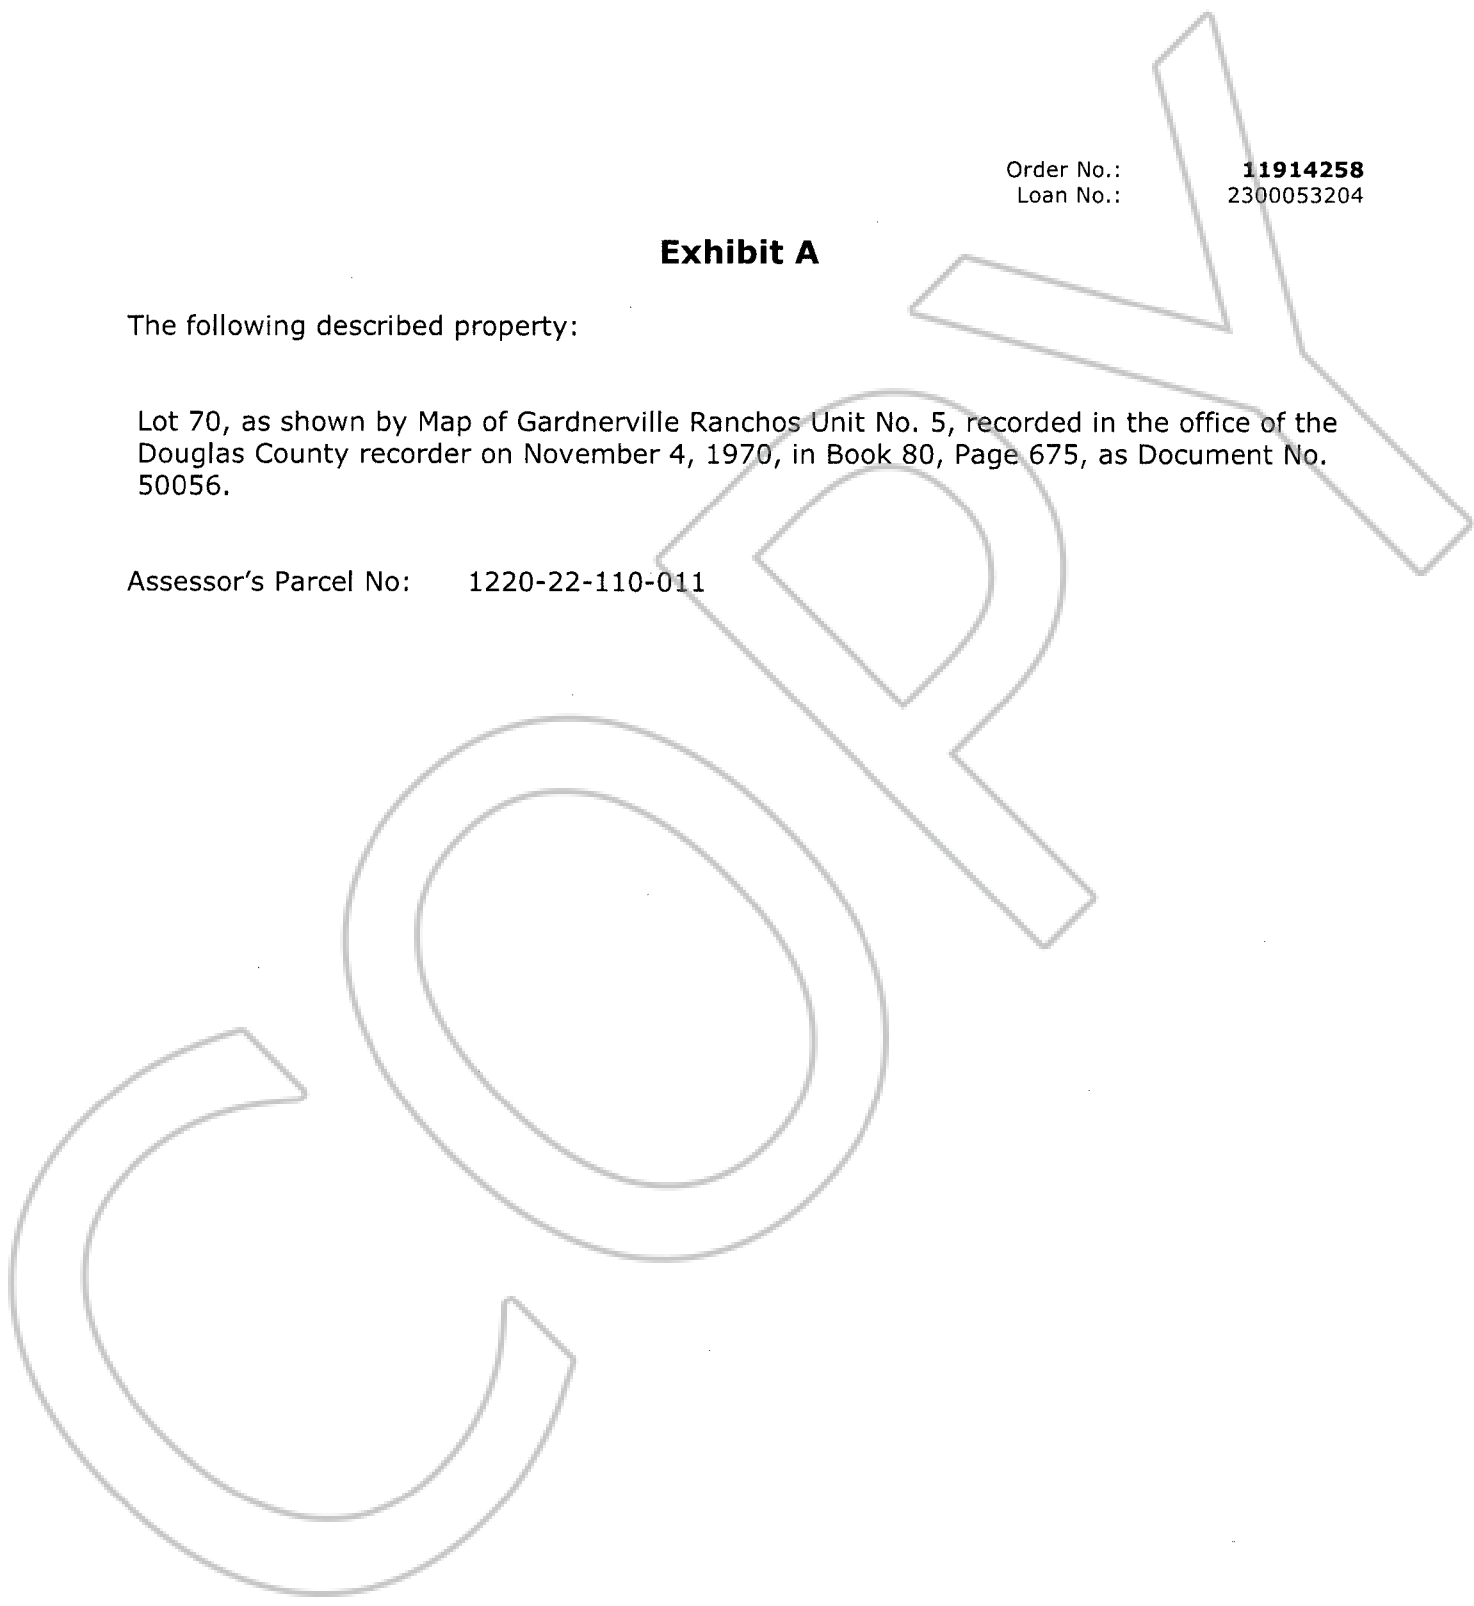 Order No.: 11914258
Loan No.: 2300053204
Exhibit A
The following described property:
Lot 70, as shown by Map of Gardnerville Ranchos Unit No. 5, recorded in the office of the
Douglas County recorder on November 4, 1970, in Book 80, Page 675, as Document No.
50056.
Assessor's Parcel No: 1220-22-110-011
COPY